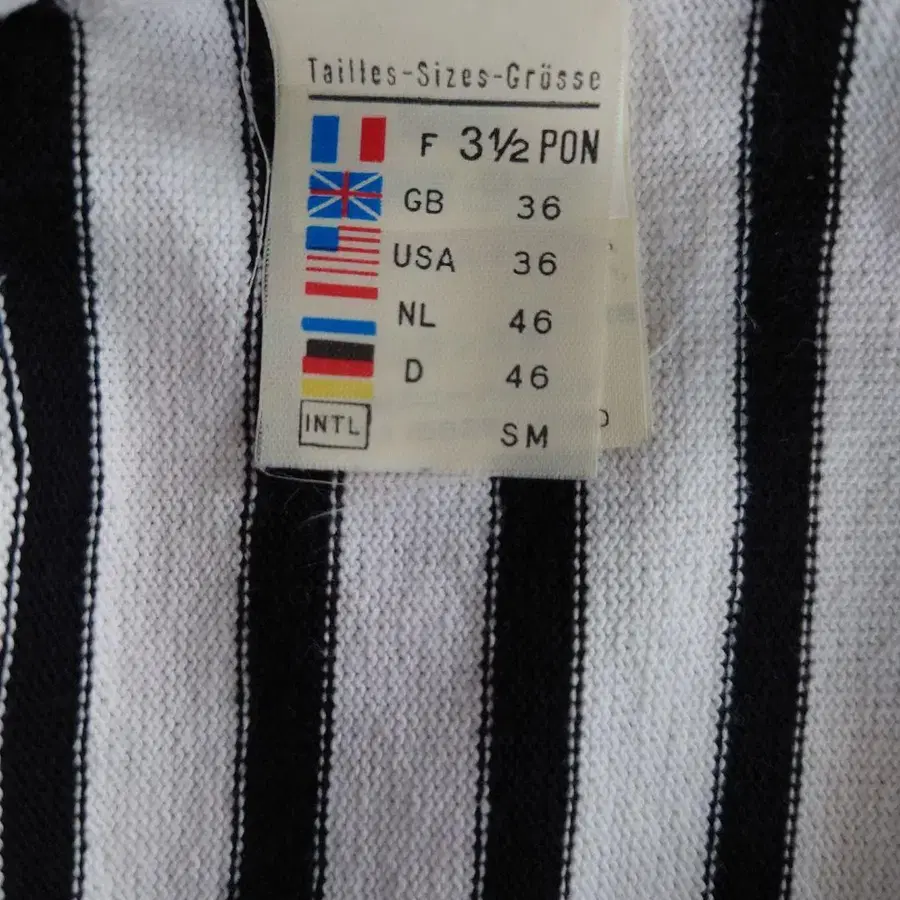 Tailles-Sizes-Grösse
F 3½ PON
GB 36
USA 36
NL 46
D 46
INTL SM